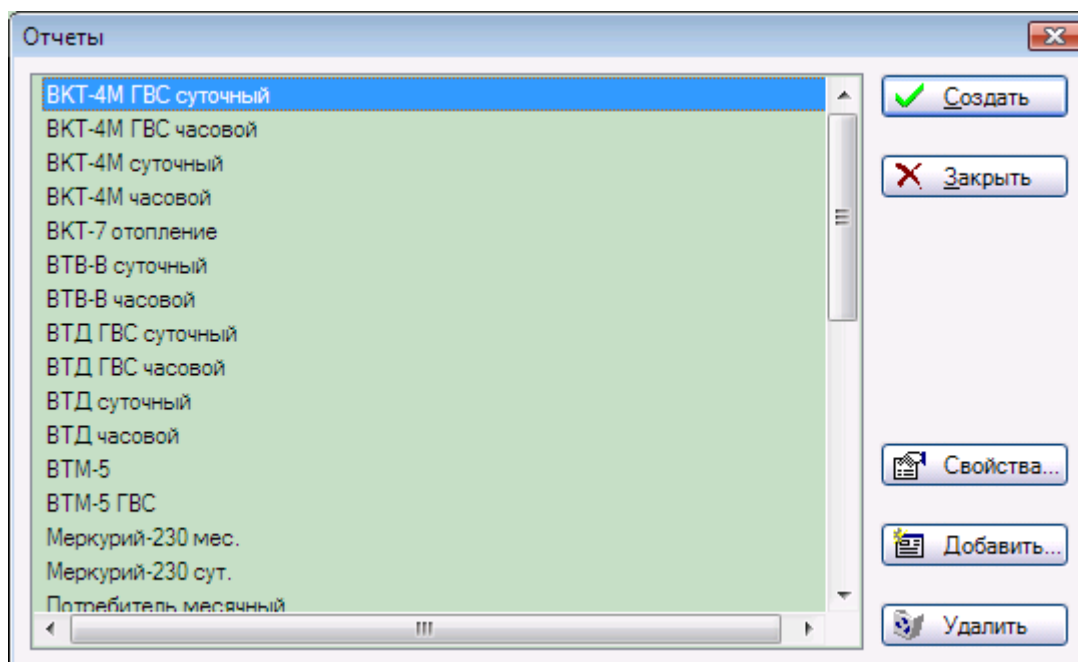 Отчеты
ВКТ-4М ГВС суточный
ВКТ-4М ГВС часовой
ВКТ-4М суточный
ВКТ-4М часовой
ВКТ-7 отопление
ВТВ-В суточный
ВТВ-В часовой
ВТД ГВС суточный
ВТД ГВС часовой
ВТД суточный
ВТД часовой
ВТМ-5
ВТМ-5 ГВС
Меркурий-230 мес.
Меркурий-230 сут.
Потребитель месячный
Создать
Закрыть
Свойства...
Добавить...
Удалить